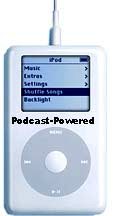 iPod
Music
Extras
Settings
Shuffle Songs
Backlight
Podcast-Powered
MENU